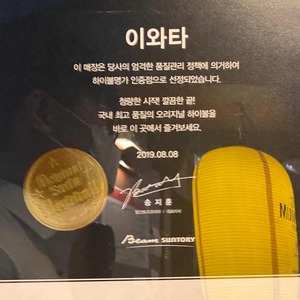 이와타
이 매장은 당사의 엄격한 품질관리 정책에 의거하여
하이볼명가 인증점으로 선정되었습니다.
청량한 시작! 깔끔한 끝!
국내 최고 품질의 오리지널 하이볼을
바로 이 곳에서 즐겨보세요.
2019.08.08
송 지 훈
Beam SUNTORY